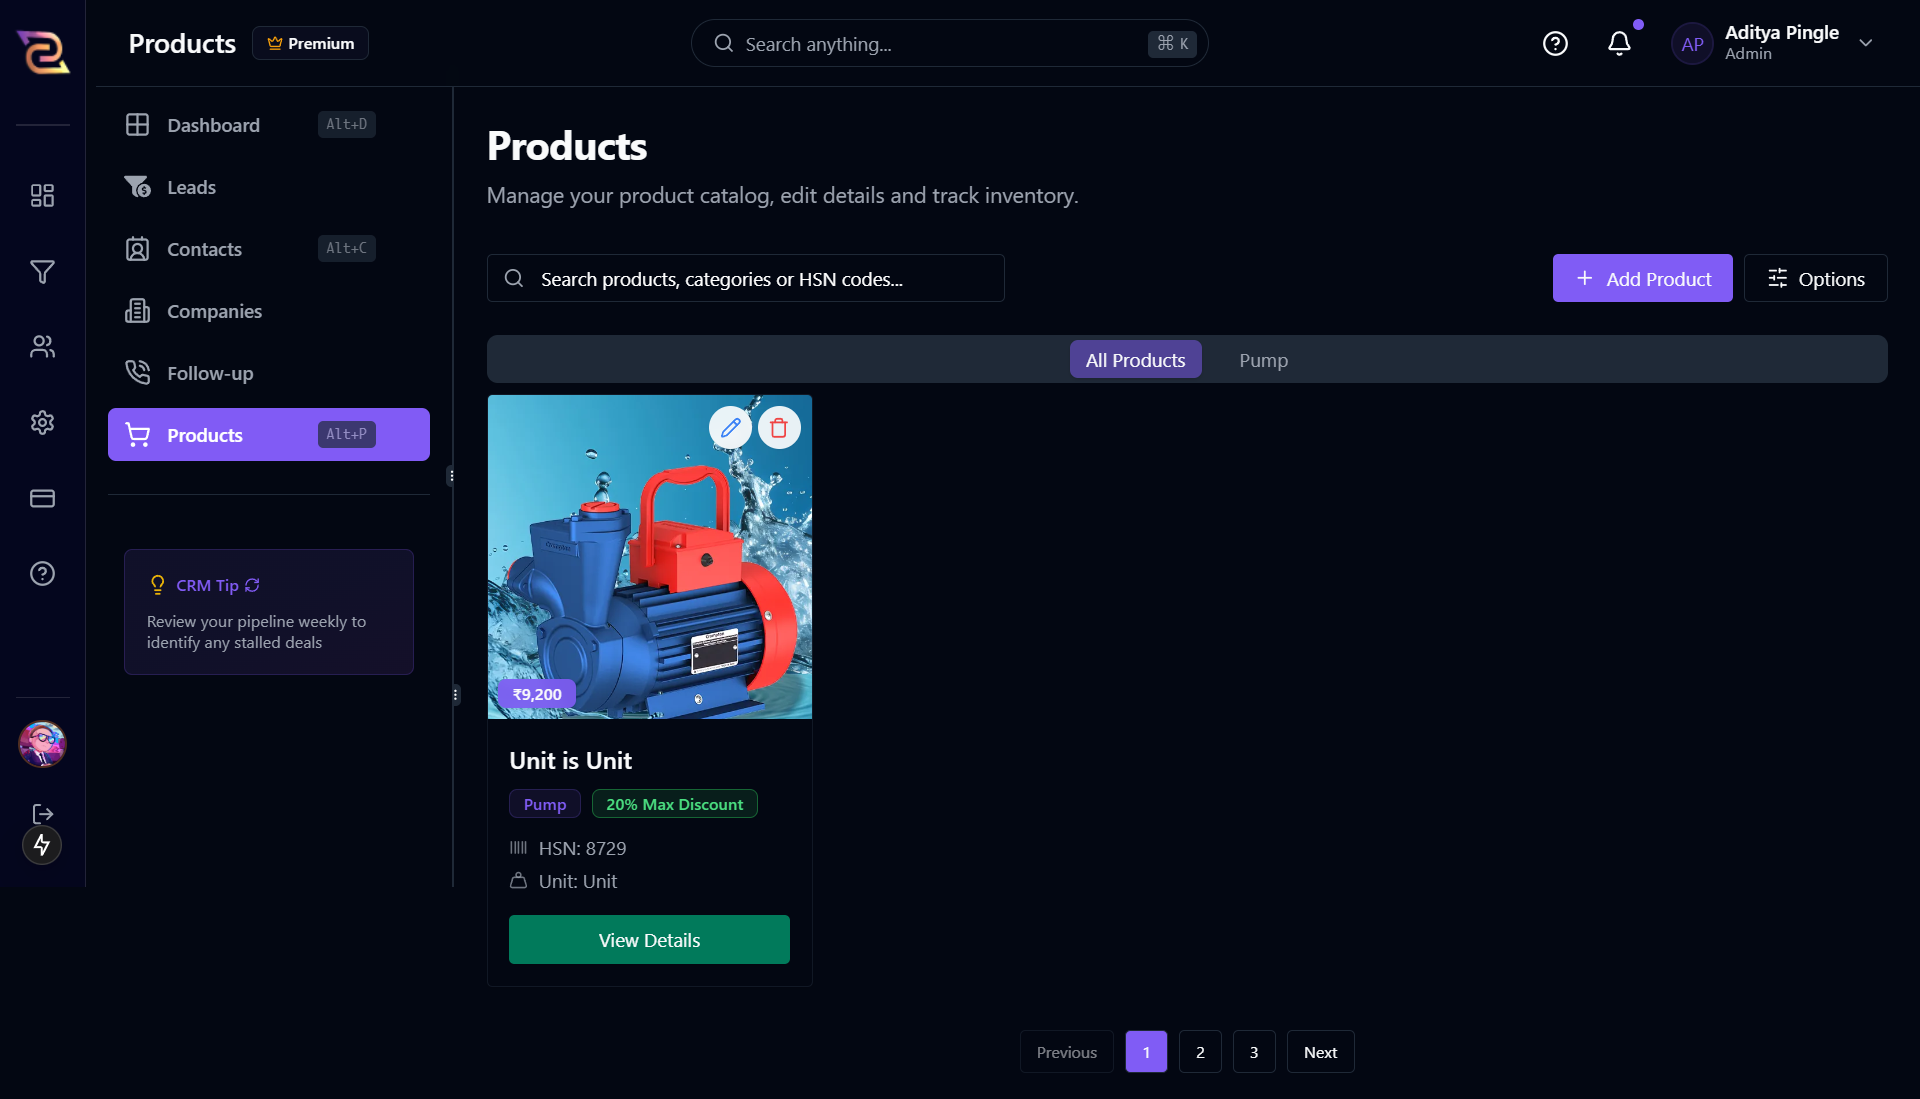 Products
Premium
Search anything...
⌘ K
AP
Aditya Pingle
Admin
Dashboard
Alt+D
Leads
Contacts
Alt+C
Companies
Follow-up
Products
Alt+P
CRM Tip
Review your pipeline weekly to
identify any stalled deals
Products
Manage your product catalog, edit details and track inventory.
Search products, categories or HSN codes...
Add Product
Options
All Products
Pump
₹9,200
Unit is Unit
Pump
20% Max Discount
HSN: 8729
Unit: Unit
View Details
Previous
1
2
3
Next